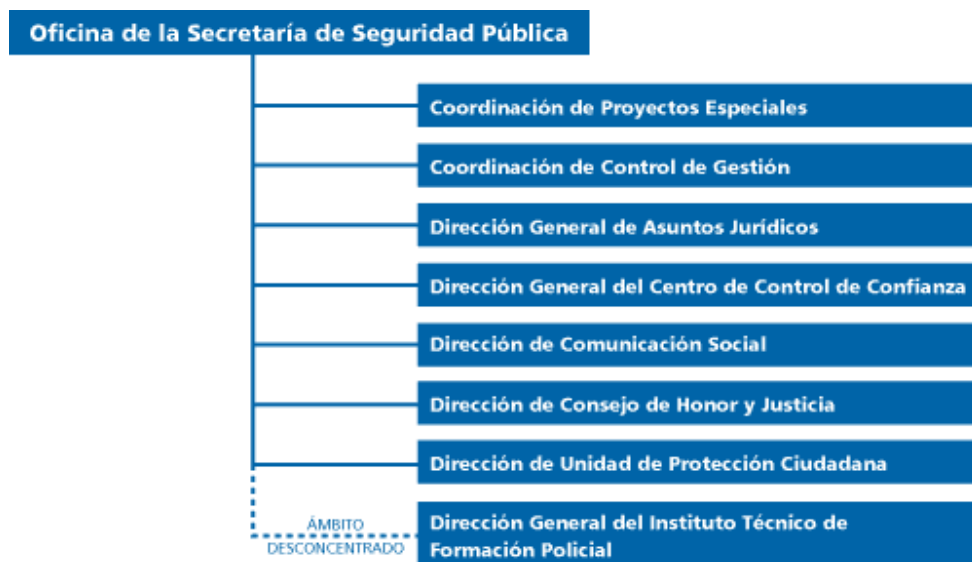 Oficina de la Secretaría de Seguridad Pública
Coordinación de Proyectos Especiales
Coordinación de Control de Gestión
Dirección General de Asuntos Jurídicos
Dirección General del Centro de Control de Confianza
Dirección de Comunicación Social
Dirección de Consejo de Honor y Justicia
Dirección de Unidad de Protección Ciudadana
ÁMBITO
DESCONCENTRADO
Dirección General del Instituto Técnico de
Formación Policial